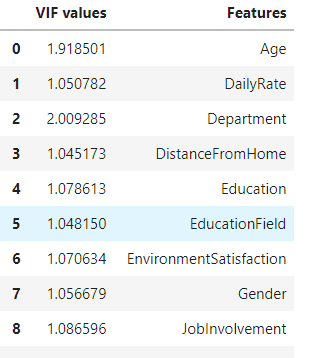 VIF values Features
0 1.918501 Age
1 1.050782 DailyRate
2 2.009285 Department
3 1.045173 DistanceFromHome
4 1.078613 Education
5 1.048150 EducationField
6 1.070634 EnvironmentSatisfaction
7 1.056679 Gender
8 1.086596 JobInvolvement